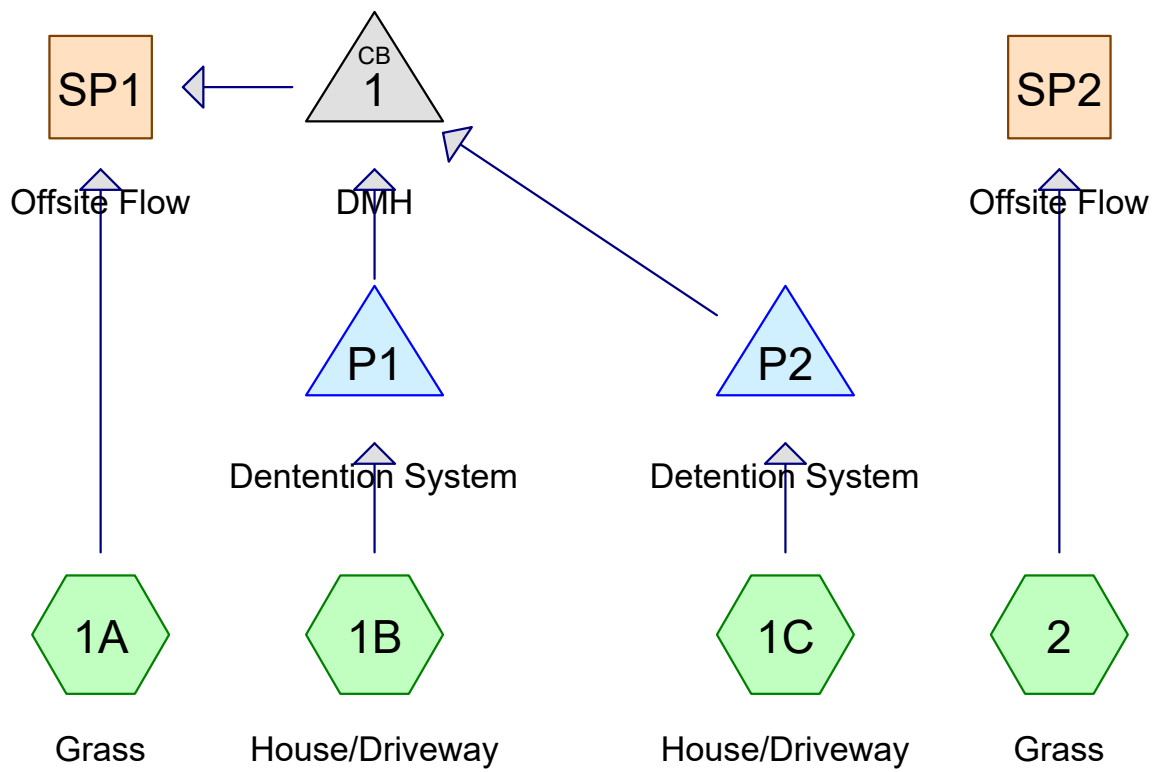 SP1
CB
1
SP2
Offsite Flow
DMH
Offsite Flow
P1
P2
Dentention System
Detention System
1A
1B
1C
2
Grass
House/Driveway
House/Driveway
Grass